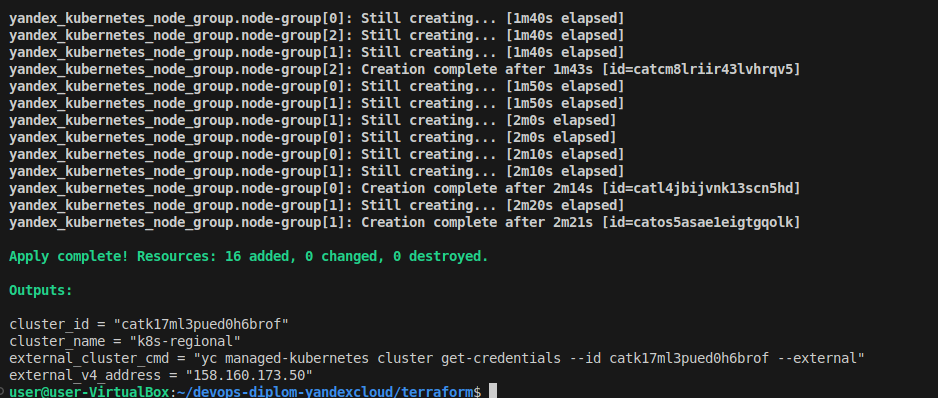 yandex_kubernetes_node_group.node-group[0]: Still creating... [1m40s elapsed]
yandex_kubernetes_node_group.node-group[2]: Still creating... [1m40s elapsed]
yandex_kubernetes_node_group.node-group[1]: Still creating... [1m40s elapsed]
yandex_kubernetes_node_group.node-group[2]: Creation complete after 1m43s [id=catcm8lriir43lvhrqv5]
yandex_kubernetes_node_group.node-group[0]: Still creating... [1m50s elapsed]
yandex_kubernetes_node_group.node-group[1]: Still creating... [1m50s elapsed]
yandex_kubernetes_node_group.node-group[1]: Still creating... [2m0s elapsed]
yandex_kubernetes_node_group.node-group[0]: Still creating... [2m0s elapsed]
yandex_kubernetes_node_group.node-group[0]: Still creating... [2m10s elapsed]
yandex_kubernetes_node_group.node-group[1]: Still creating... [2m10s elapsed]
yandex_kubernetes_node_group.node-group[0]: Creation complete after 2m14s [id=catl4jbijvnk13scn5hd]
yandex_kubernetes_node_group.node-group[1]: Still creating... [2m20s elapsed]
yandex_kubernetes_node_group.node-group[1]: Creation complete after 2m21s [id=catos5asae1eigtgqolk]
Apply complete! Resources: 16 added, 0 changed, 0 destroyed.
Outputs:
cluster_id = "catk17ml3pued0h6brof"
cluster_name = "k8s-regional"
external_cluster_cmd = "yc managed-kubernetes cluster get-credentials --id catk17ml3pued0h6brof --external"
external_v4_address = "158.160.173.50"
user@user-VirtualBox:~/devops-diplom-yandexcloud/terraform$